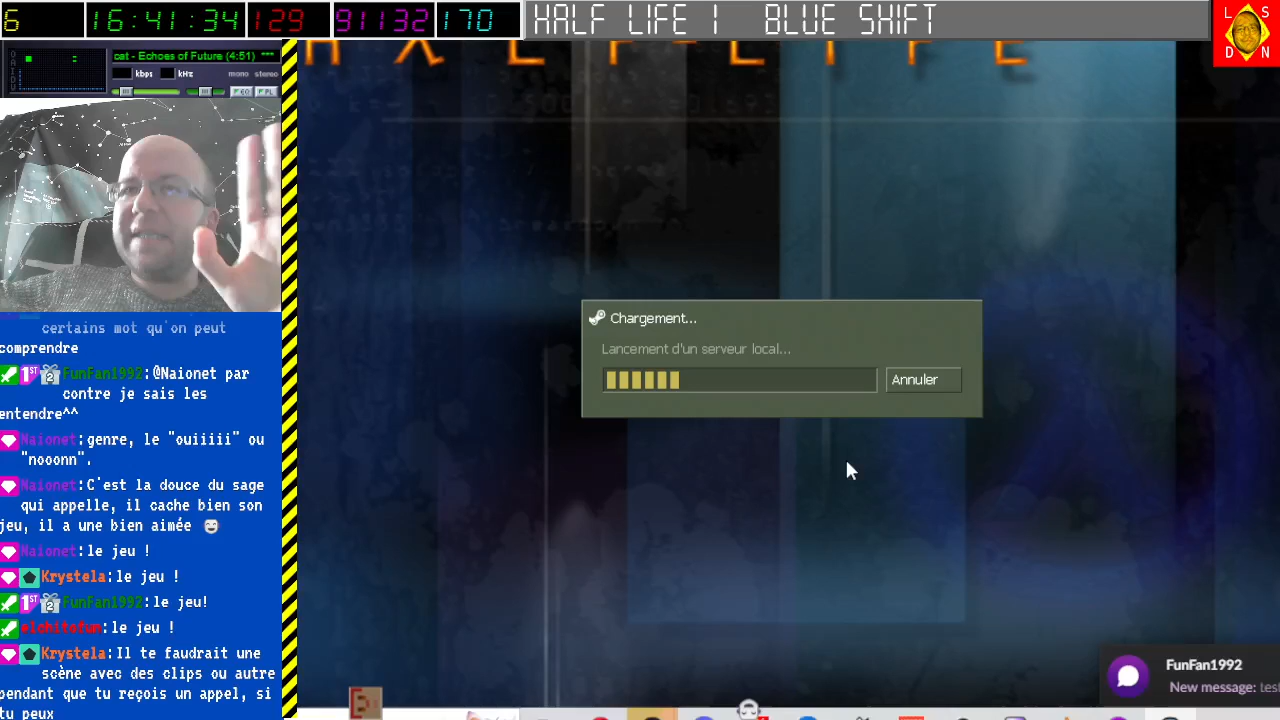 6
16:41:34
129
91132
170
HALF LIFE 1 BLUE SHIFT
L S
D N
cat - Echoes of Future (4:51) ***
kbps kHz mono stereo
EQ PL
H A L F - L I F E
certains mot qu'on peut
comprendre
FunFan1992:@Naionet par
contre je sais les
entendre^^
Naionet:genre, le "ouiiiii" ou
"nooonn".
Naionet:C'est la douce du sage
qui appelle, il cache bien son
jeu, il a une bien aimée
Naionet:le jeu !
Krystela:le jeu !
FunFan1992:le jeu!
elchitofum:le jeu !
Krystela:Il te faudrait une
scène avec des clips ou autre
pendant que tu reçois un appel, si
tu peux
Chargement...
Lancement d'un serveur local...
Annuler
FunFan1992
New message: